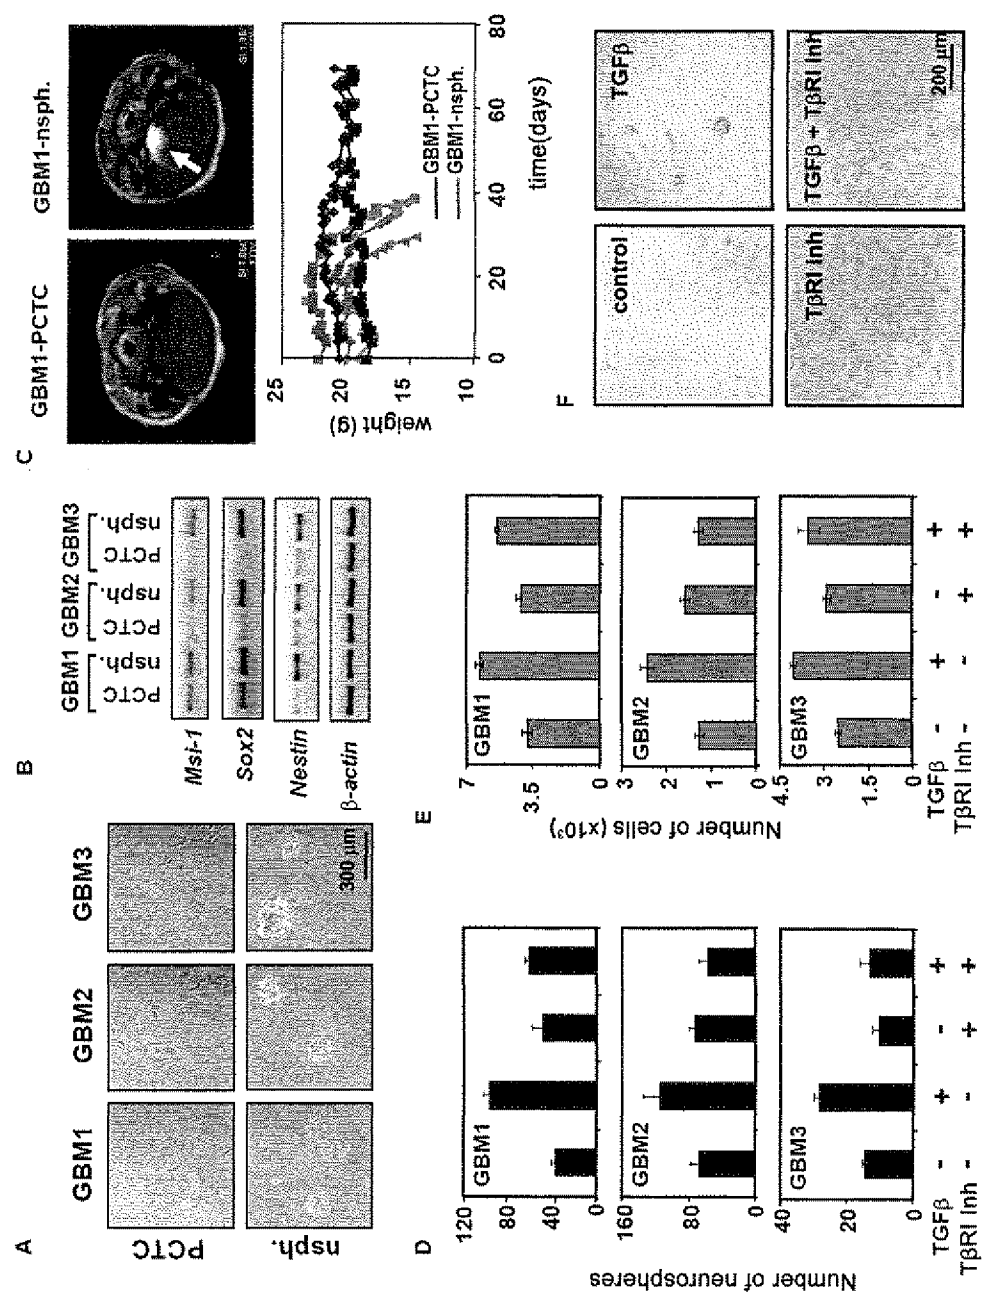 A
GBM1 GBM2 GBM3
PCTC
nsph.
300 µm
B
GBM1 GBM2 GBM3
PCTC nsph. PCTC nsph. PCTC nsph.
Msi-1
Sox2
Nestin
β-actin
C
GBM1-PCTC GBM1-nsph.
weight (g)
25
20
15
10
0 20 40 60 80
time(days)
GBM1-PCTC
GBM1-nsph.
D
Number of neurospheres
GBM1
120
80
40
0
GBM2
160
80
0
GBM3
40
20
0
TGFβ - + - +
TβRI Inh - - + +
E
Number of cells (x10³)
GBM1
7
3.5
0
GBM2
3
2
1
0
GBM3
4.5
3
1.5
0
TGFβ - + - +
TβRI Inh - - + +
F
control TGFβ
TβRI Inh TGFβ + TβRI Inh
200 µm